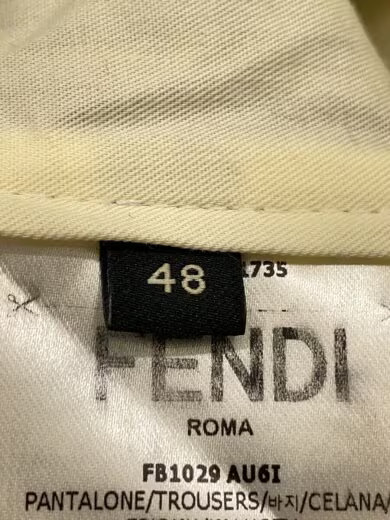 48
1735
FENDI
ROMA
FB1029 AU6I
PANTALONE/TROUSERS/바지/CELANA/